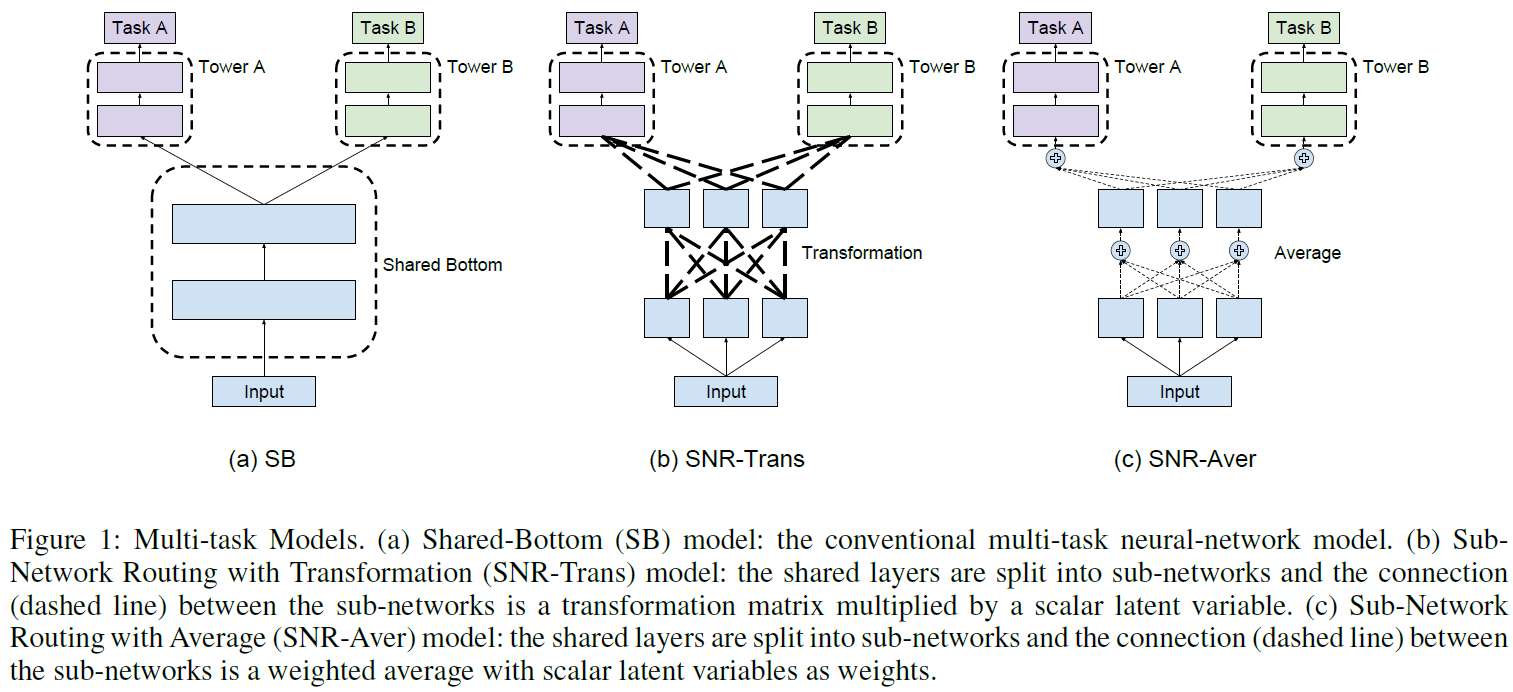 Task A
Task B
Tower A
Tower B
Shared Bottom
Input
(a) SB
Task A
Task B
Tower A
Tower B
Transformation
Input
(b) SNR-Trans
Task A
Task B
Tower A
Tower B
Average
Input
(c) SNR-Aver
Figure 1: Multi-task Models. (a) Shared-Bottom (SB) model: the conventional multi-task neural-network model. (b) Sub-
Network Routing with Transformation (SNR-Trans) model: the shared layers are split into sub-networks and the connection
(dashed line) between the sub-networks is a transformation matrix multiplied by a scalar latent variable. (c) Sub-Network
Routing with Average (SNR-Aver) model: the shared layers are split into sub-networks and the connection (dashed line) between
the sub-networks is a weighted average with scalar latent variables as weights.